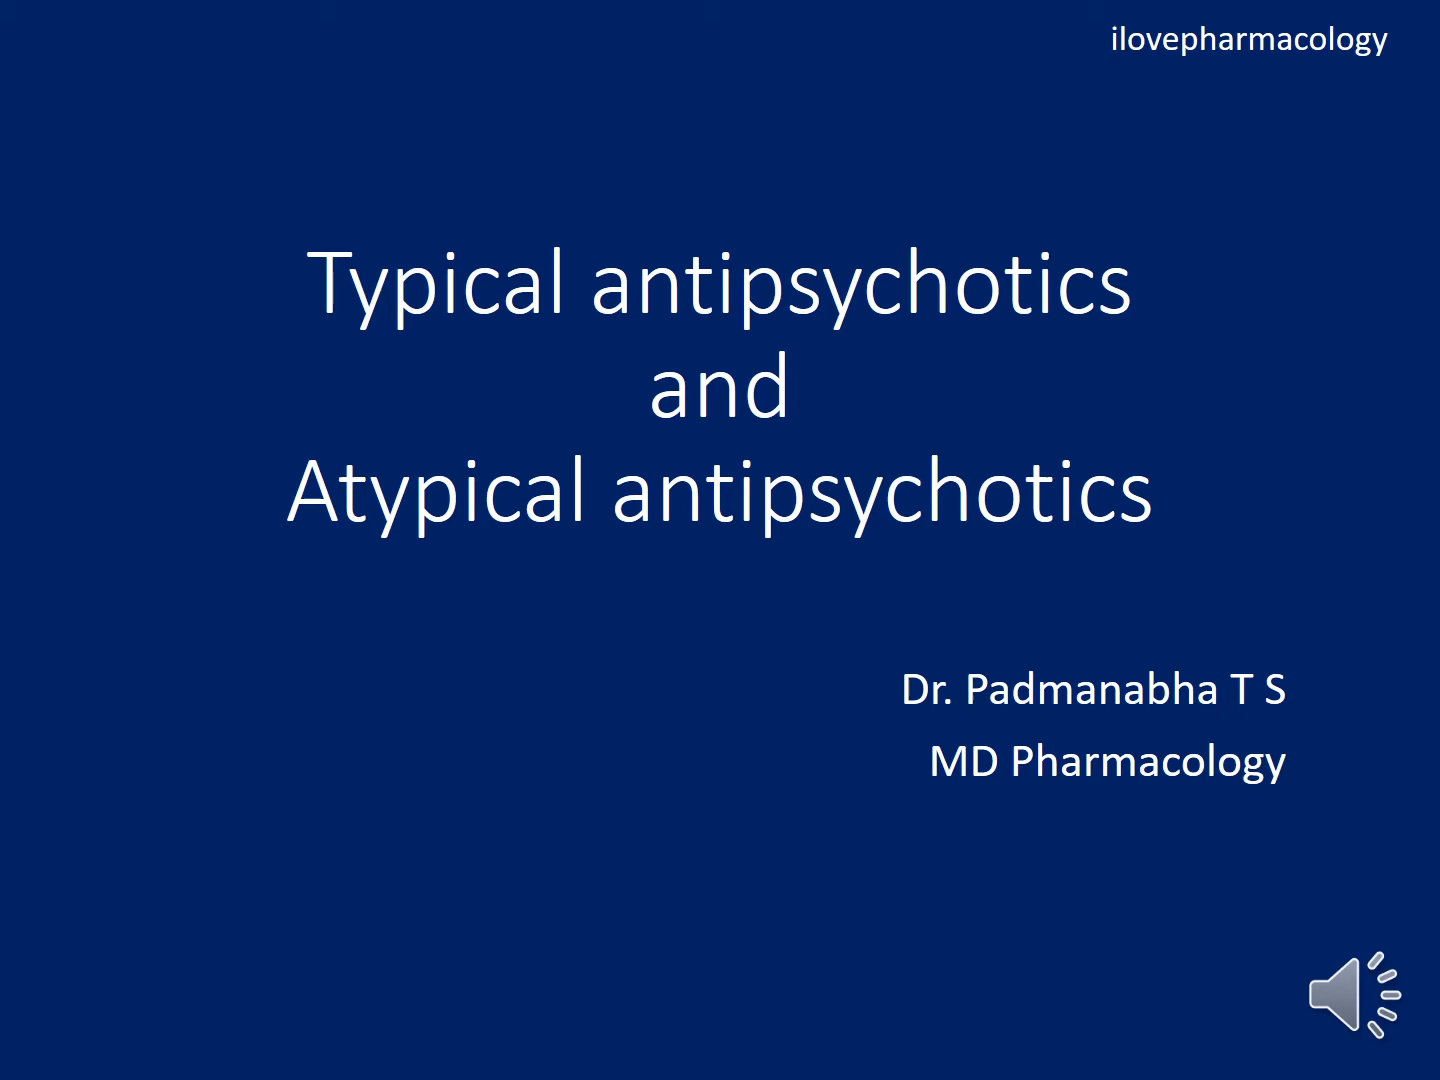 ilovepharmacology
Typical antipsychotics
and
Atypical antipsychotics
Dr. Padmanabha T S
MD Pharmacology